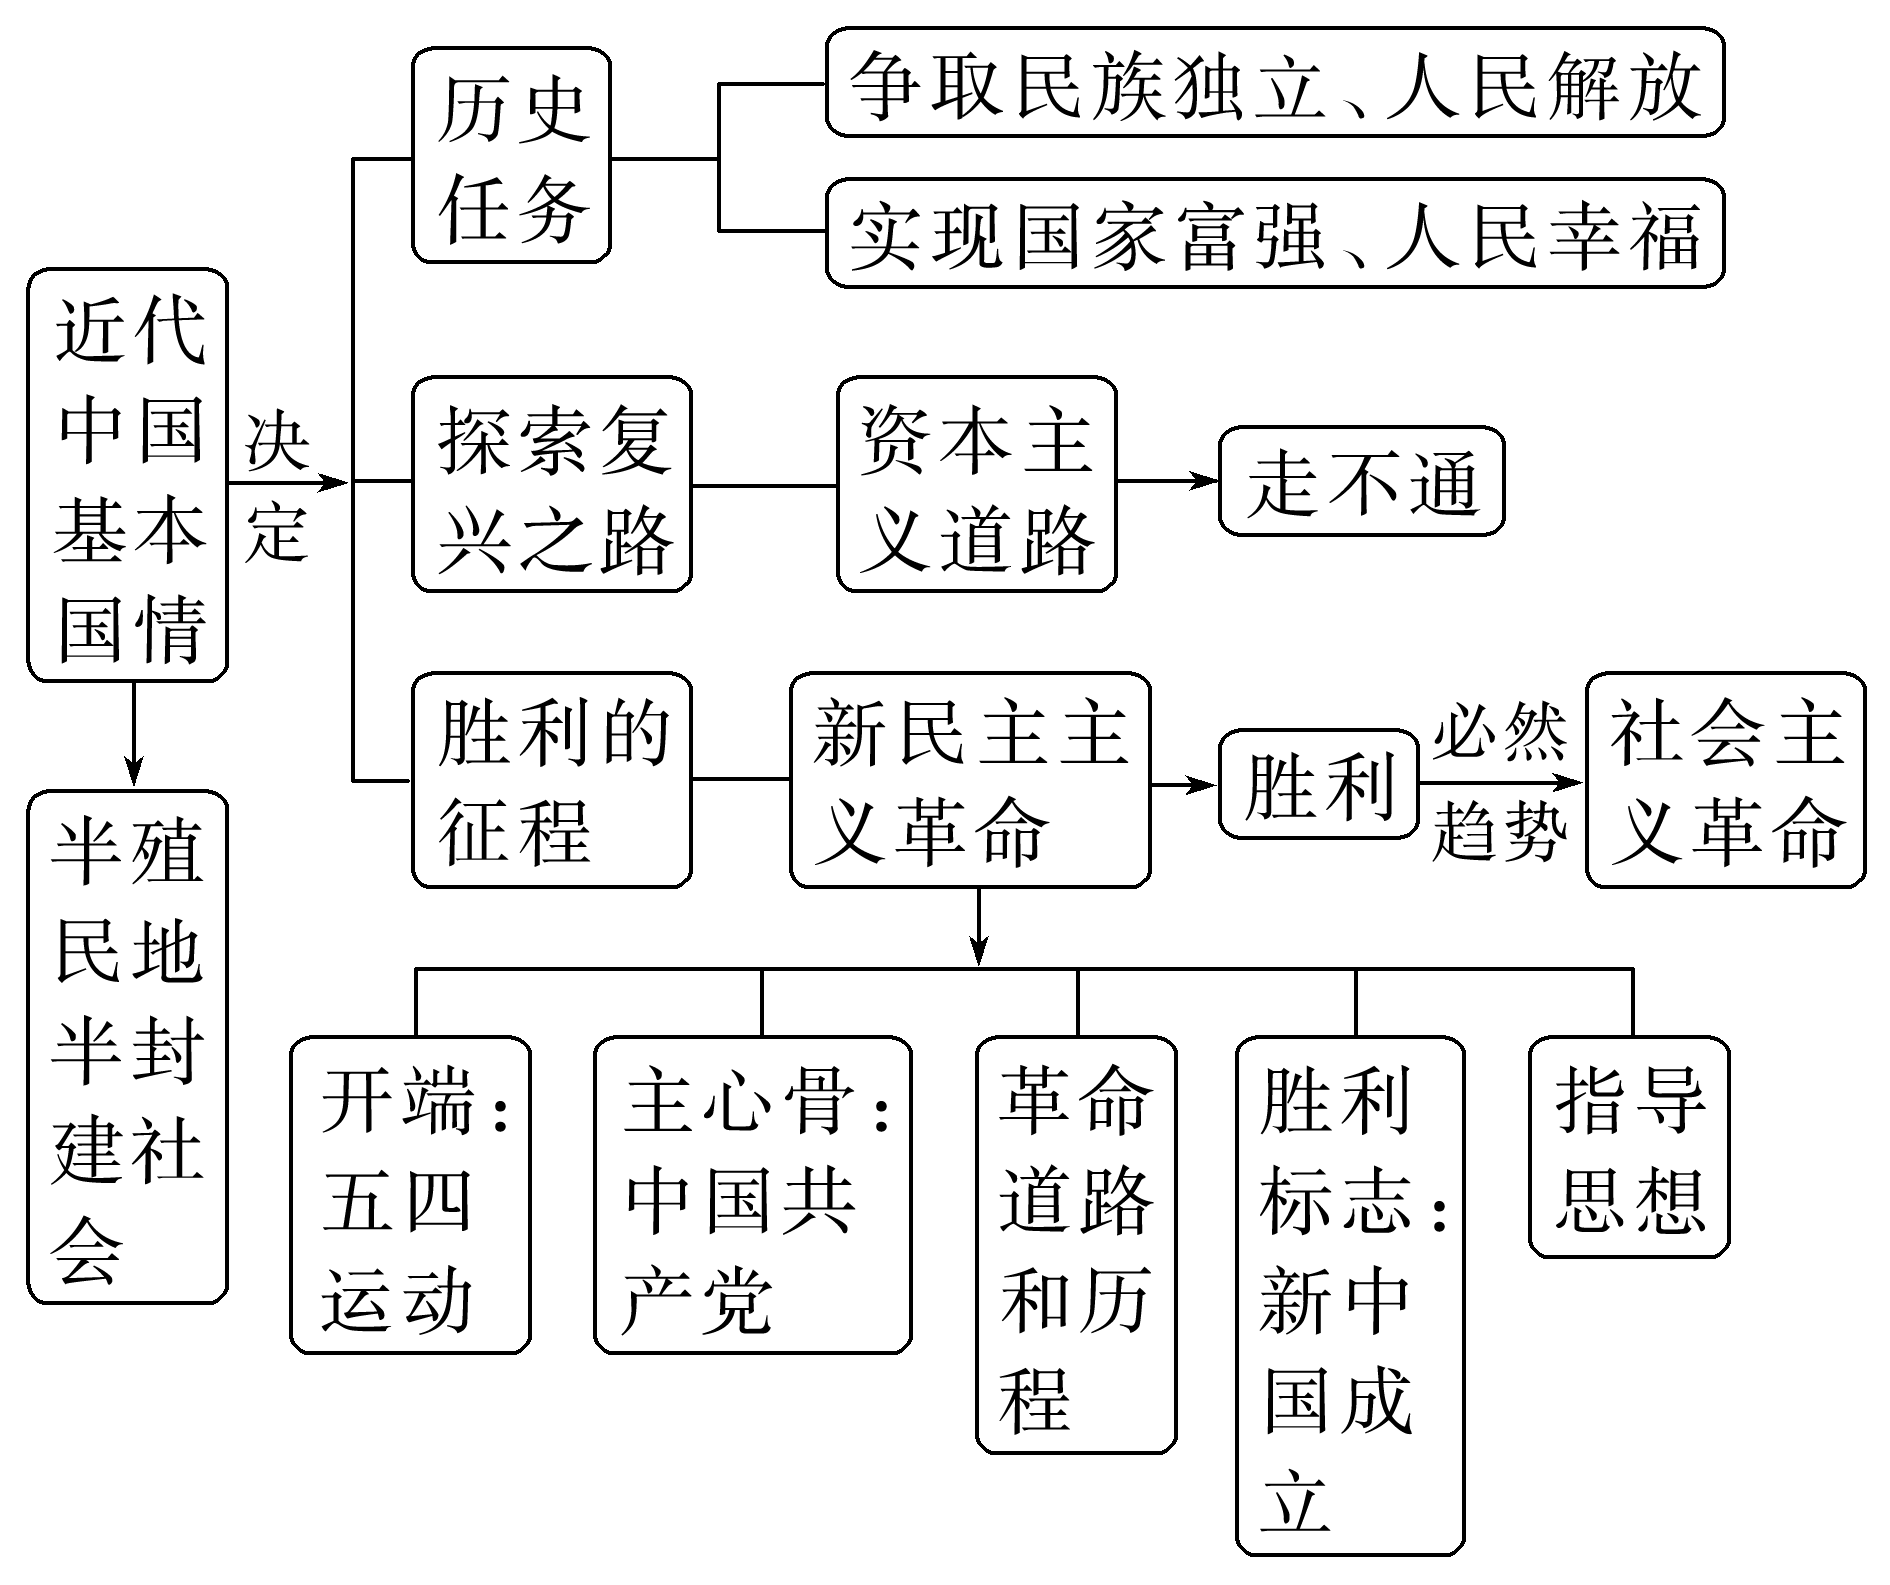 历史
任务
争取民族独立、人民解放
实现国家富强、人民幸福
近代
中国
基本
国情
决
定
探索复
兴之路
资本主
义道路
走不通
胜利的
征程
新民主主
义革命
胜利
必然
趋势
社会主
义革命
半殖
民地
半封
建社
会
开端：
五四
运动
主心骨：
中国共
产党
革命
道路
和历
程
胜利
标志：
新中
国成
立
指导
思想